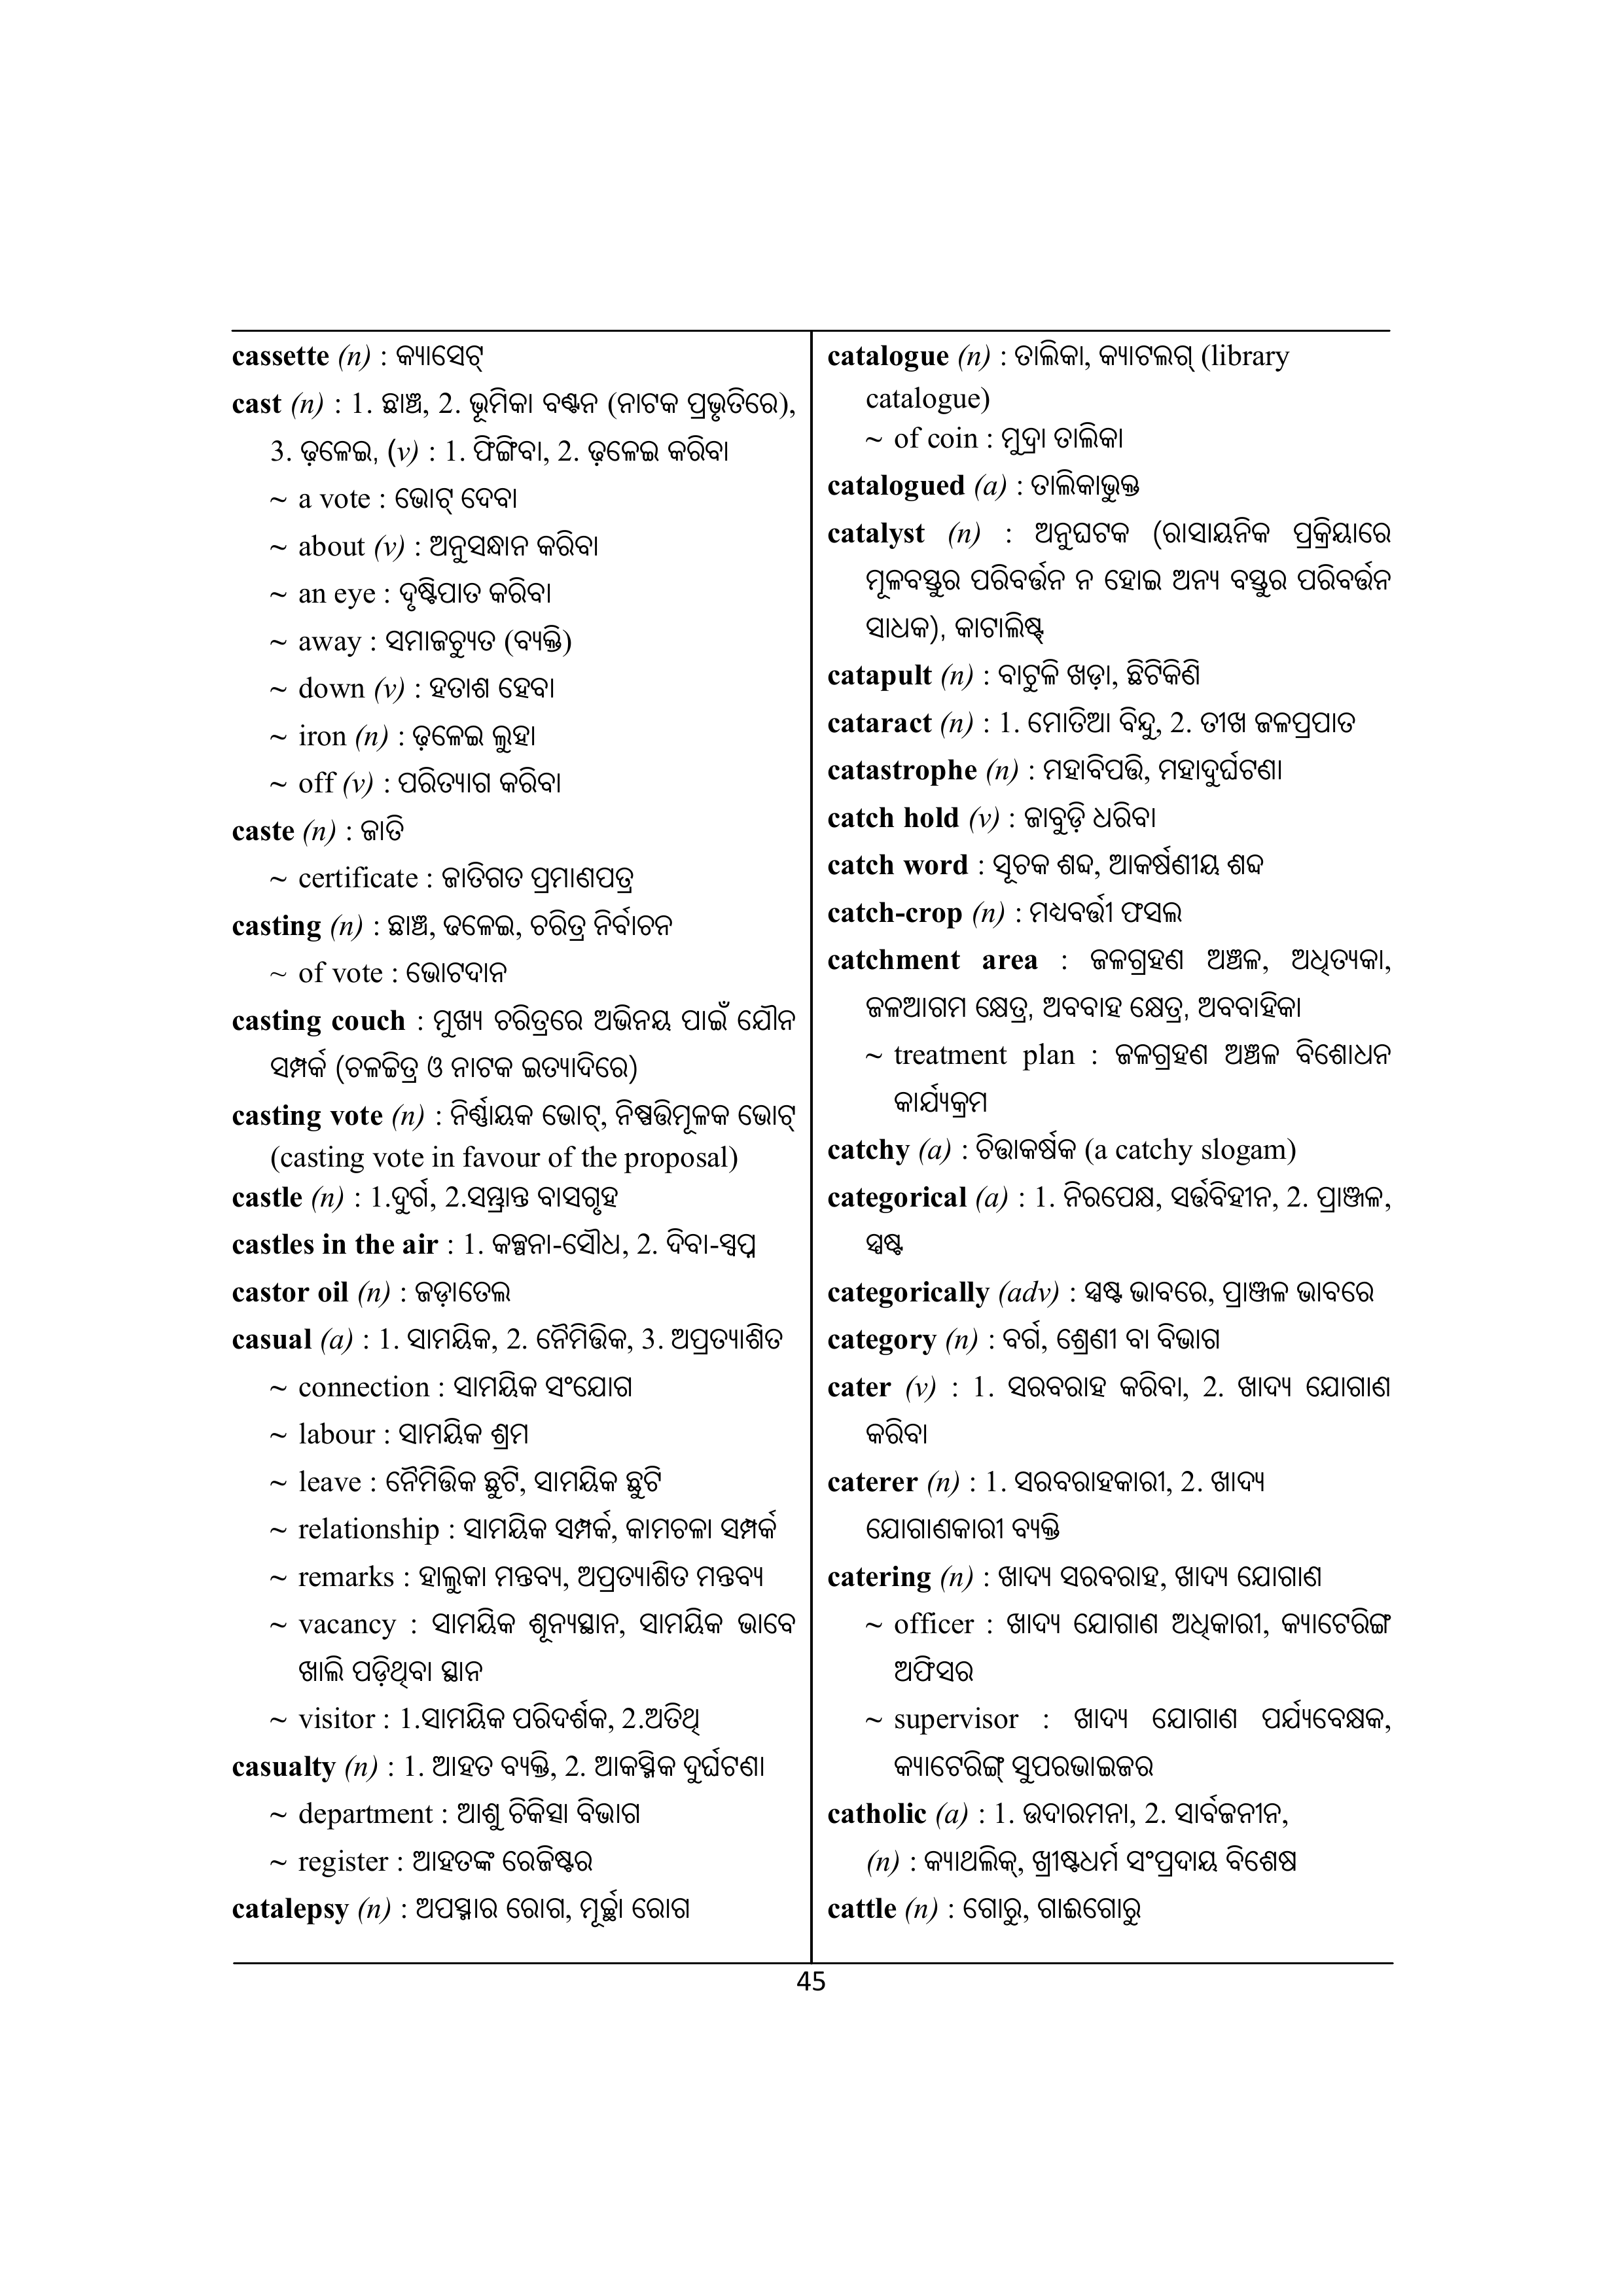 cassette (n) : କ୍ୟାସେଟ୍
cast (n) : 1. ଛାଞ୍ଚ, 2. ଭୂମିକା ବଣ୍ଟନ (ନାଟକ ପ୍ରଭୃତିରେ),
3. ଢ଼ଳେଇ, (v) : 1. ଫିଙ୍ଗିବା, 2. ଢ଼ଳେଇ କରିବା
~ a vote : ଭୋଟ୍ ଦେବା
~ about (v) : ଅନୁସନ୍ଧାନ କରିବା
~ an eye : ଦୃଷ୍ଟିପାତ କରିବା
~ away : ସମାଜଚ୍ୟୁତ (ବ୍ୟକ୍ତି)
~ down (v) : ହତାଶ ହେବା
~ iron (n) : ଢ଼ଳେଇ ଲୁହା
~ off (v) : ପରିତ୍ୟାଗ କରିବା
caste (n) : ଜାତି
~ certificate : ଜାତିଗତ ପ୍ରମାଣପତ୍ର
casting (n) : ଛାଞ୍ଚ, ଢଳେଇ, ଚରିତ୍ର ନିର୍ବାଚନ
~ of vote : ଭୋଟଦାନ
casting couch : ମୁଖ୍ୟ ଚରିତ୍ରରେ ଅଭିନୟ ପାଇଁ ଯୌନ
ସମ୍ପର୍କ (ଚଳଚ୍ଚିତ୍ର ଓ ନାଟକ ଇତ୍ୟାଦିରେ)
casting vote (n) : ନିର୍ଣ୍ଣାୟକ ଭୋଟ୍, ନିଷ୍ପତ୍ତିମୂଳକ ଭୋଟ୍
(casting vote in favour of the proposal)
castle (n) : 1.ଦୁର୍ଗ, 2.ସମ୍ଭ୍ରାନ୍ତ ବାସଗୃହ
castles in the air : 1. କଳ୍ପନା-ସୌଧ, 2. ଦିବା-ସ୍ୱପ୍ନ
castor oil (n) : ଜଡ଼ାତେଲ
casual (a) : 1. ସାମୟିକ, 2. ନୈମିତ୍ତିକ, 3. ଅପ୍ରତ୍ୟାଶିତ
~ connection : ସାମୟିକ ସଂଯୋଗ
~ labour : ସାମୟିକ ଶ୍ରମ
~ leave : ନୈମିତ୍ତିକ ଛୁଟି, ସାମୟିକ ଛୁଟି
~ relationship : ସାମୟିକ ସମ୍ପର୍କ, କାମଚଳା ସମ୍ପର୍କ
~ remarks : ହାଲୁକା ମନ୍ତବ୍ୟ, ଅପ୍ରତ୍ୟାଶିତ ମନ୍ତବ୍ୟ
~ vacancy : ସାମୟିକ ଶୂନ୍ୟସ୍ଥାନ, ସାମୟିକ ଭାବେ
ଖାଲି ପଡ଼ିଥିବା ସ୍ଥାନ
~ visitor : 1.ସାମୟିକ ପରିଦର୍ଶକ, 2.ଅତିଥି
casualty (n) : 1. ଆହତ ବ୍ୟକ୍ତି, 2. ଆକସ୍ମିକ ଦୁର୍ଘଟଣା
~ department : ଆଶୁ ଚିକିତ୍ସା ବିଭାଗ
~ register : ଆହତଙ୍କ ରେଜିଷ୍ଟର
catalepsy (n) : ଅପସ୍ମାର ରୋଗ, ମୂର୍ଚ୍ଛା ରୋଗ
catalogue (n) : ତାଲିକା, କ୍ୟାଟଲଗ୍ (library
catalogue)
~ of coin : ମୁଦ୍ରା ତାଲିକା
catalogued (a) : ତାଲିକାଭୁକ୍ତ
catalyst (n) : ଅନୁଘଟକ (ରାସାୟନିକ ପ୍ରକ୍ରିୟାରେ
ମୂଳବସ୍ତୁର ପରିବର୍ତ୍ତନ ନ ହୋଇ ଅନ୍ୟ ବସ୍ତୁର ପରିବର୍ତ୍ତନ
ସାଧକ), କାଟାଲିଷ୍ଟ୍
catapult (n) : ବାଟୁଳି ଖଡ଼ା, ଛିଟିକିଣି
cataract (n) : 1. ମୋତିଆ ବିନ୍ଦୁ, 2. ତୀଖ ଜଳପ୍ରପାତ
catastrophe (n) : ମହାବିପତ୍ତି, ମହାଦୁର୍ଘଟଣା
catch hold (v) : ଜାବୁଡ଼ି ଧରିବା
catch word : ସୂଚକ ଶବ୍ଦ, ଆକର୍ଷଣୀୟ ଶବ୍ଦ
catch-crop (n) : ମଧ୍ୟବର୍ତ୍ତୀ ଫସଲ
catchment area : ଜଳଗ୍ରହଣ ଅଞ୍ଚଳ, ଅଧିତ୍ୟକା,
ଜଳଆଗମ କ୍ଷେତ୍ର, ଅବବାହ କ୍ଷେତ୍ର, ଅବବାହିକା
~ treatment plan : ଜଳଗ୍ରହଣ ଅଞ୍ଚଳ ବିଶୋଧନ
କାର୍ଯ୍ୟକ୍ରମ
catchy (a) : ଚିତ୍ତାକର୍ଷକ (a catchy slogam)
categorical (a) : 1. ନିରପେକ୍ଷ, ସର୍ତ୍ତବିହୀନ, 2. ପ୍ରାଞ୍ଜଳ,
ସ୍ପଷ୍ଟ
categorically (adv) : ସ୍ପଷ୍ଟ ଭାବରେ, ପ୍ରାଞ୍ଜଳ ଭାବରେ
category (n) : ବର୍ଗ, ଶ୍ରେଣୀ ବା ବିଭାଗ
cater (v) : 1. ସରବରାହ କରିବା, 2. ଖାଦ୍ୟ ଯୋଗାଣ
କରିବା
caterer (n) : 1. ସରବରାହକାରୀ, 2. ଖାଦ୍ୟ
ଯୋଗାଣକାରୀ ବ୍ୟକ୍ତି
catering (n) : ଖାଦ୍ୟ ସରବରାହ, ଖାଦ୍ୟ ଯୋଗାଣ
~ officer : ଖାଦ୍ୟ ଯୋଗାଣ ଅଧିକାରୀ, କ୍ୟାଟେରିଙ୍ଗ
ଅଫିସର
~ supervisor : ଖାଦ୍ୟ ଯୋଗାଣ ପର୍ଯ୍ୟବେକ୍ଷକ,
କ୍ୟାଟେରିଙ୍ଗ୍ ସୁପରଭାଇଜର
catholic (a) : 1. ଉଦାରମନା, 2. ସାର୍ବଜନୀନ,
(n) : କ୍ୟାଥଲିକ୍, ଖ୍ରୀଷ୍ଟଧର୍ମ ସଂପ୍ରଦାୟ ବିଶେଷ
cattle (n) : ଗୋରୁ, ଗାଈଗୋରୁ
45